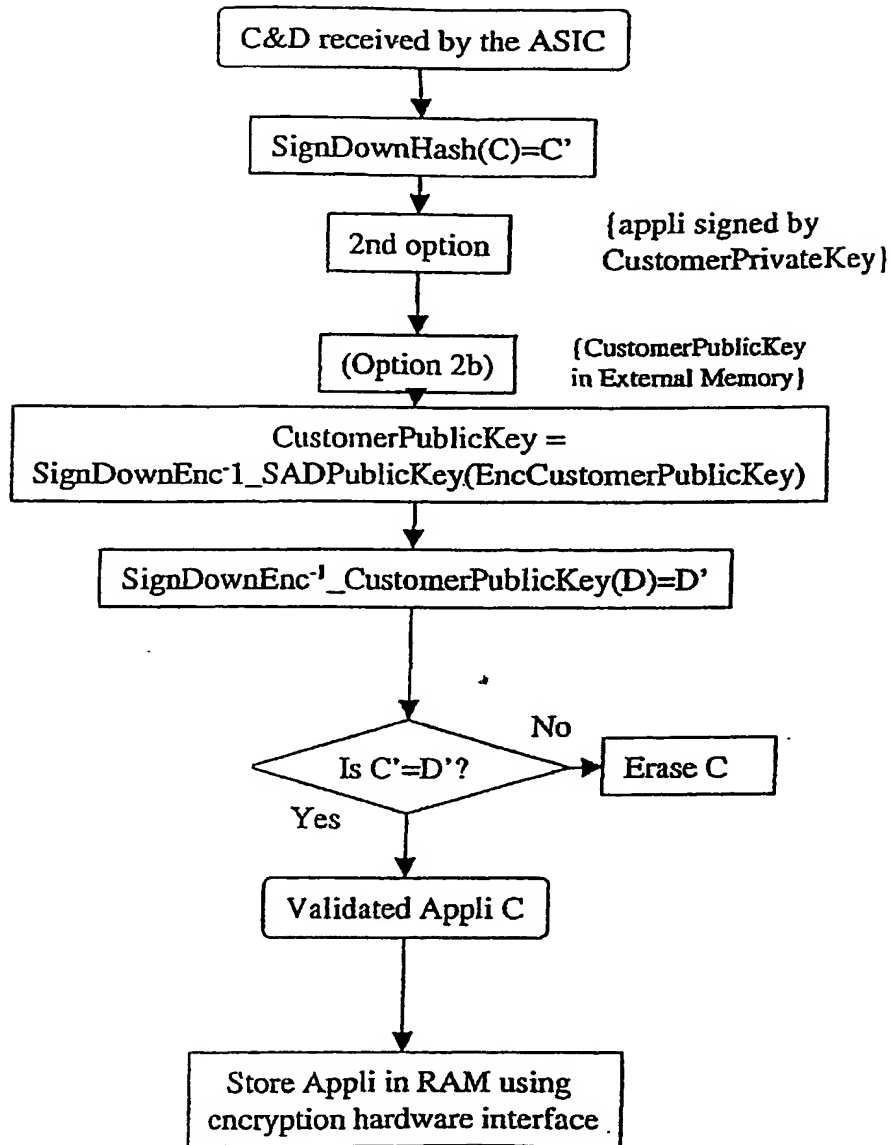 C&D received by the ASIC
SignDownHash(C)=C’
2nd option
{appli signed by
CustomerPrivateKey}
(Option 2b)
{CustomerPublicKey
in External Memory}
CustomerPublicKey =
SignDownEnc⁻1_SADPublicKey(EncCustomerPublicKey)
SignDownEnc⁻¹_CustomerPublicKey(D)=D’
Is C’=D’?
No
Erase C
Yes
Validated Appli C
Store Appli in RAM using
encryption hardware interface